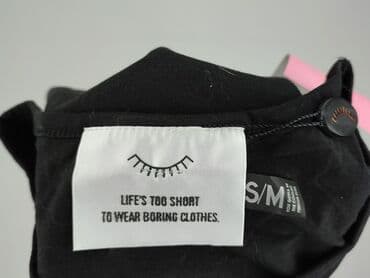 LIFE'S TOO SHORT
TO WEAR BORING CLOTHES.
S/M